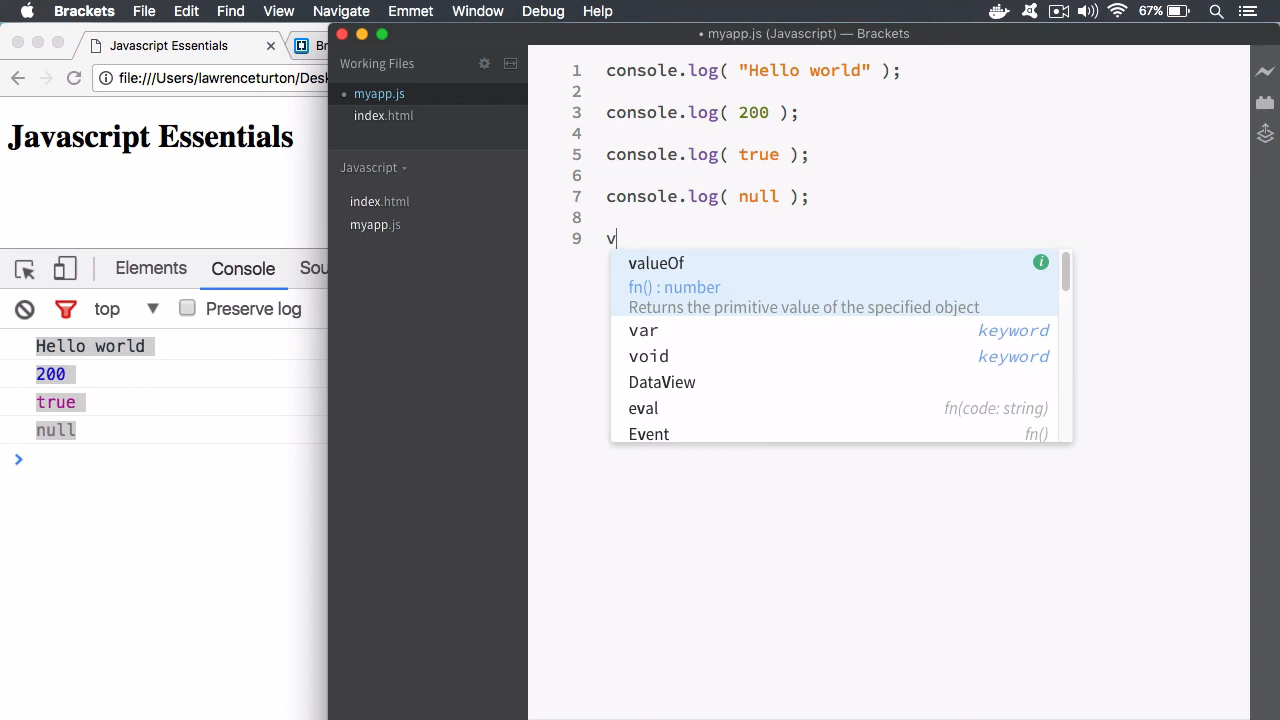 Brackets File Edit Find View Navigate Emmet Window Debug Help 67%
Javascript Essentials × Br
• myapp.js (Javascript) — Brackets
file:///Users/lawrenceturton/Desk
Javascript Essentials
Elements Console Sou
top ▼ Preserve log
Hello world
200
true
null
>
Working Files
• myapp.js
index.html
Javascript
index.html
myapp.js
1 console.log( "Hello world" );
2
3 console.log( 200 );
4
5 console.log( true );
6
7 console.log( null );
8
9 v
valueOf i
fn() : number
Returns the primitive value of the specified object
var keyword
void keyword
DataView
eval fn(code: string)
Event fn()